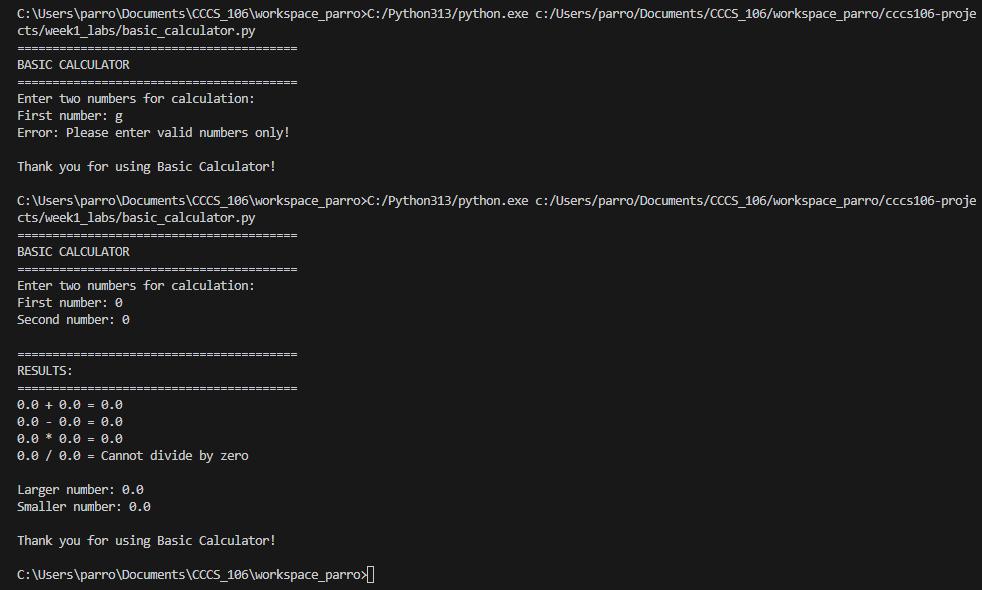 C:\Users\parro\Documents\CCCS_106\workspace_parro>C:/Python313/python.exe c:/Users/parro/Documents/CCCS_106/workspace_parro/cccs106-proje
cts/week1_labs/basic_calculator.py
========================================
BASIC CALCULATOR
========================================
Enter two numbers for calculation:
First number: g
Error: Please enter valid numbers only!
Thank you for using Basic Calculator!
C:\Users\parro\Documents\CCCS_106\workspace_parro>C:/Python313/python.exe c:/Users/parro/Documents/CCCS_106/workspace_parro/cccs106-proje
cts/week1_labs/basic_calculator.py
========================================
BASIC CALCULATOR
========================================
Enter two numbers for calculation:
First number: 0
Second number: 0
========================================
RESULTS:
========================================
0.0 + 0.0 = 0.0
0.0 - 0.0 = 0.0
0.0 * 0.0 = 0.0
0.0 / 0.0 = Cannot divide by zero
Larger number: 0.0
Smaller number: 0.0
Thank you for using Basic Calculator!
C:\Users\parro\Documents\CCCS_106\workspace_parro>